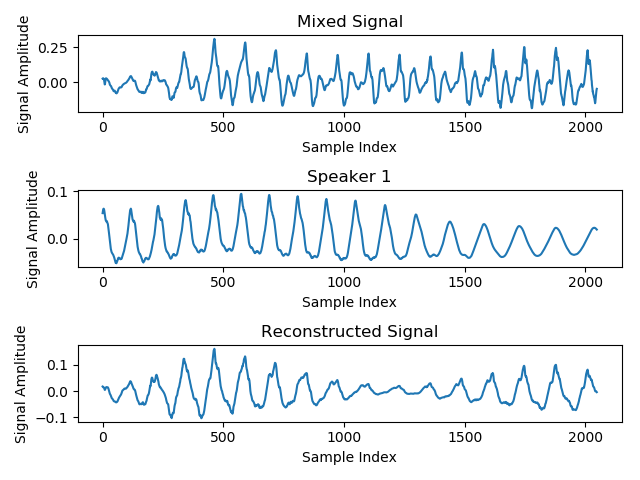 Mixed Signal
Signal Amplitude
0.25
0.00
0 500 1000 1500 2000
Sample Index
Speaker 1
Signal Amplitude
0.1
0.0
0 500 1000 1500 2000
Sample Index
Reconstructed Signal
Signal Amplitude
0.1
0.0
−0.1
0 500 1000 1500 2000
Sample Index